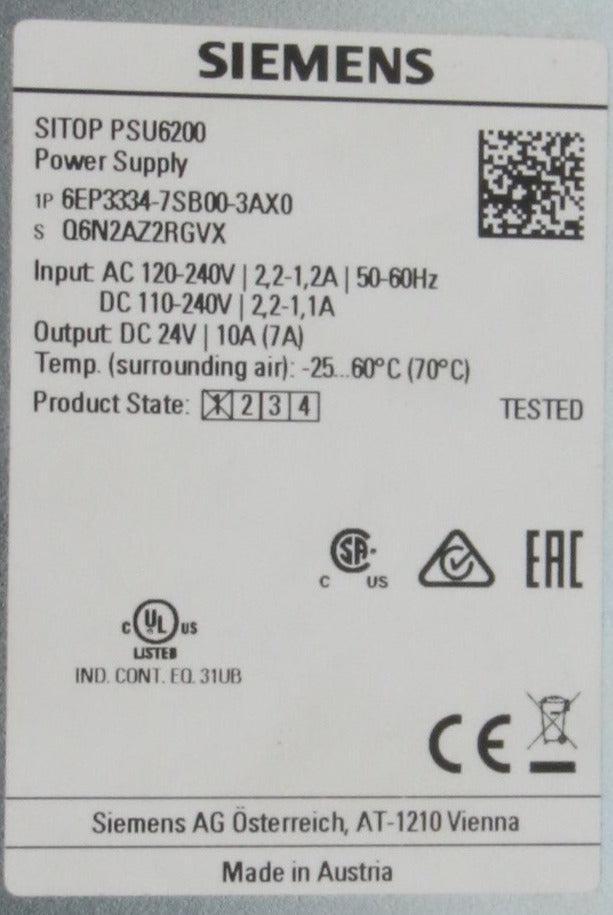 SIEMENS
SITOP PSU6200
Power Supply
1P 6EP3334-7SB00-3AX0
S Q6N2AZ2RGVX
Input: AC 120-240V | 2,2-1,2A | 50-60Hz
DC 110-240V | 2,2-1,1A
Output: DC 24V | 10A (7A)
Temp. (surrounding air): -25...60°C (70°C)
Product State: 1 2 3 4
TESTED
SA
C US
EAC
C UL US
LISTED
IND. CONT. EQ. 31UB
CE
Siemens AG Österreich, AT-1210 Vienna
Made in Austria